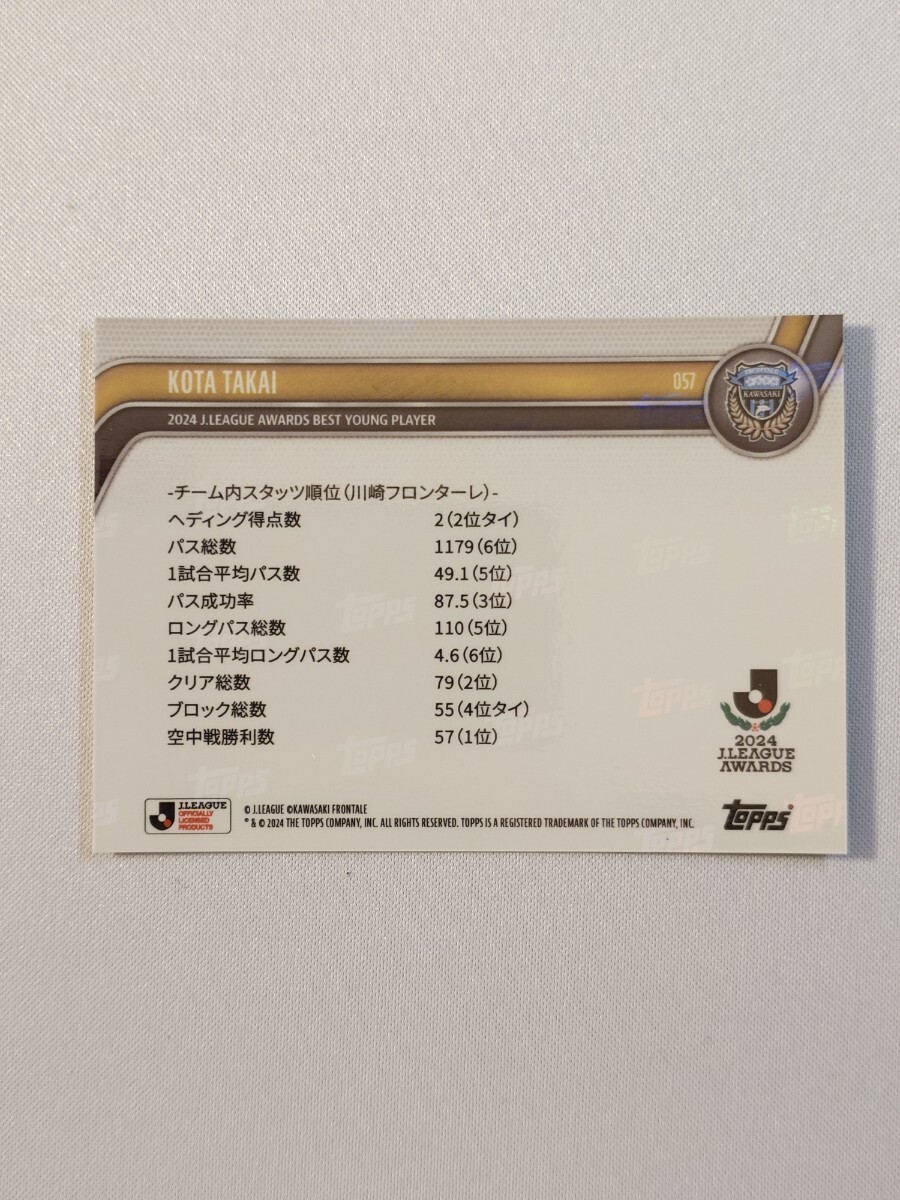 KOTA TAKAI
057
2024 J.LEAGUE AWARDS BEST YOUNG PLAYER
KAWASAKI
-チーム内スタッツ順位(川崎フロンターレ)-
ヘディング得点数 2(2位タイ)
パス総数 1179(6位)
1試合平均パス数 49.1(5位)
パス成功率 87.5(3位)
ロングパス総数 110(5位)
1試合平均ロングパス数 4.6(6位)
クリア総数 79(2位)
ブロック総数 55(4位タイ)
空中戦勝利数 57(1位)
2024
J.LEAGUE
AWARDS
J.LEAGUE
OFFICIALLY
LICENSED
PRODUCTS
© J.LEAGUE ©KAWASAKI FRONTALE
® & © 2024 THE TOPPS COMPANY, INC. ALL RIGHTS RESERVED. TOPPS IS A REGISTERED TRADEMARK OF THE TOPPS COMPANY, INC.
Topps